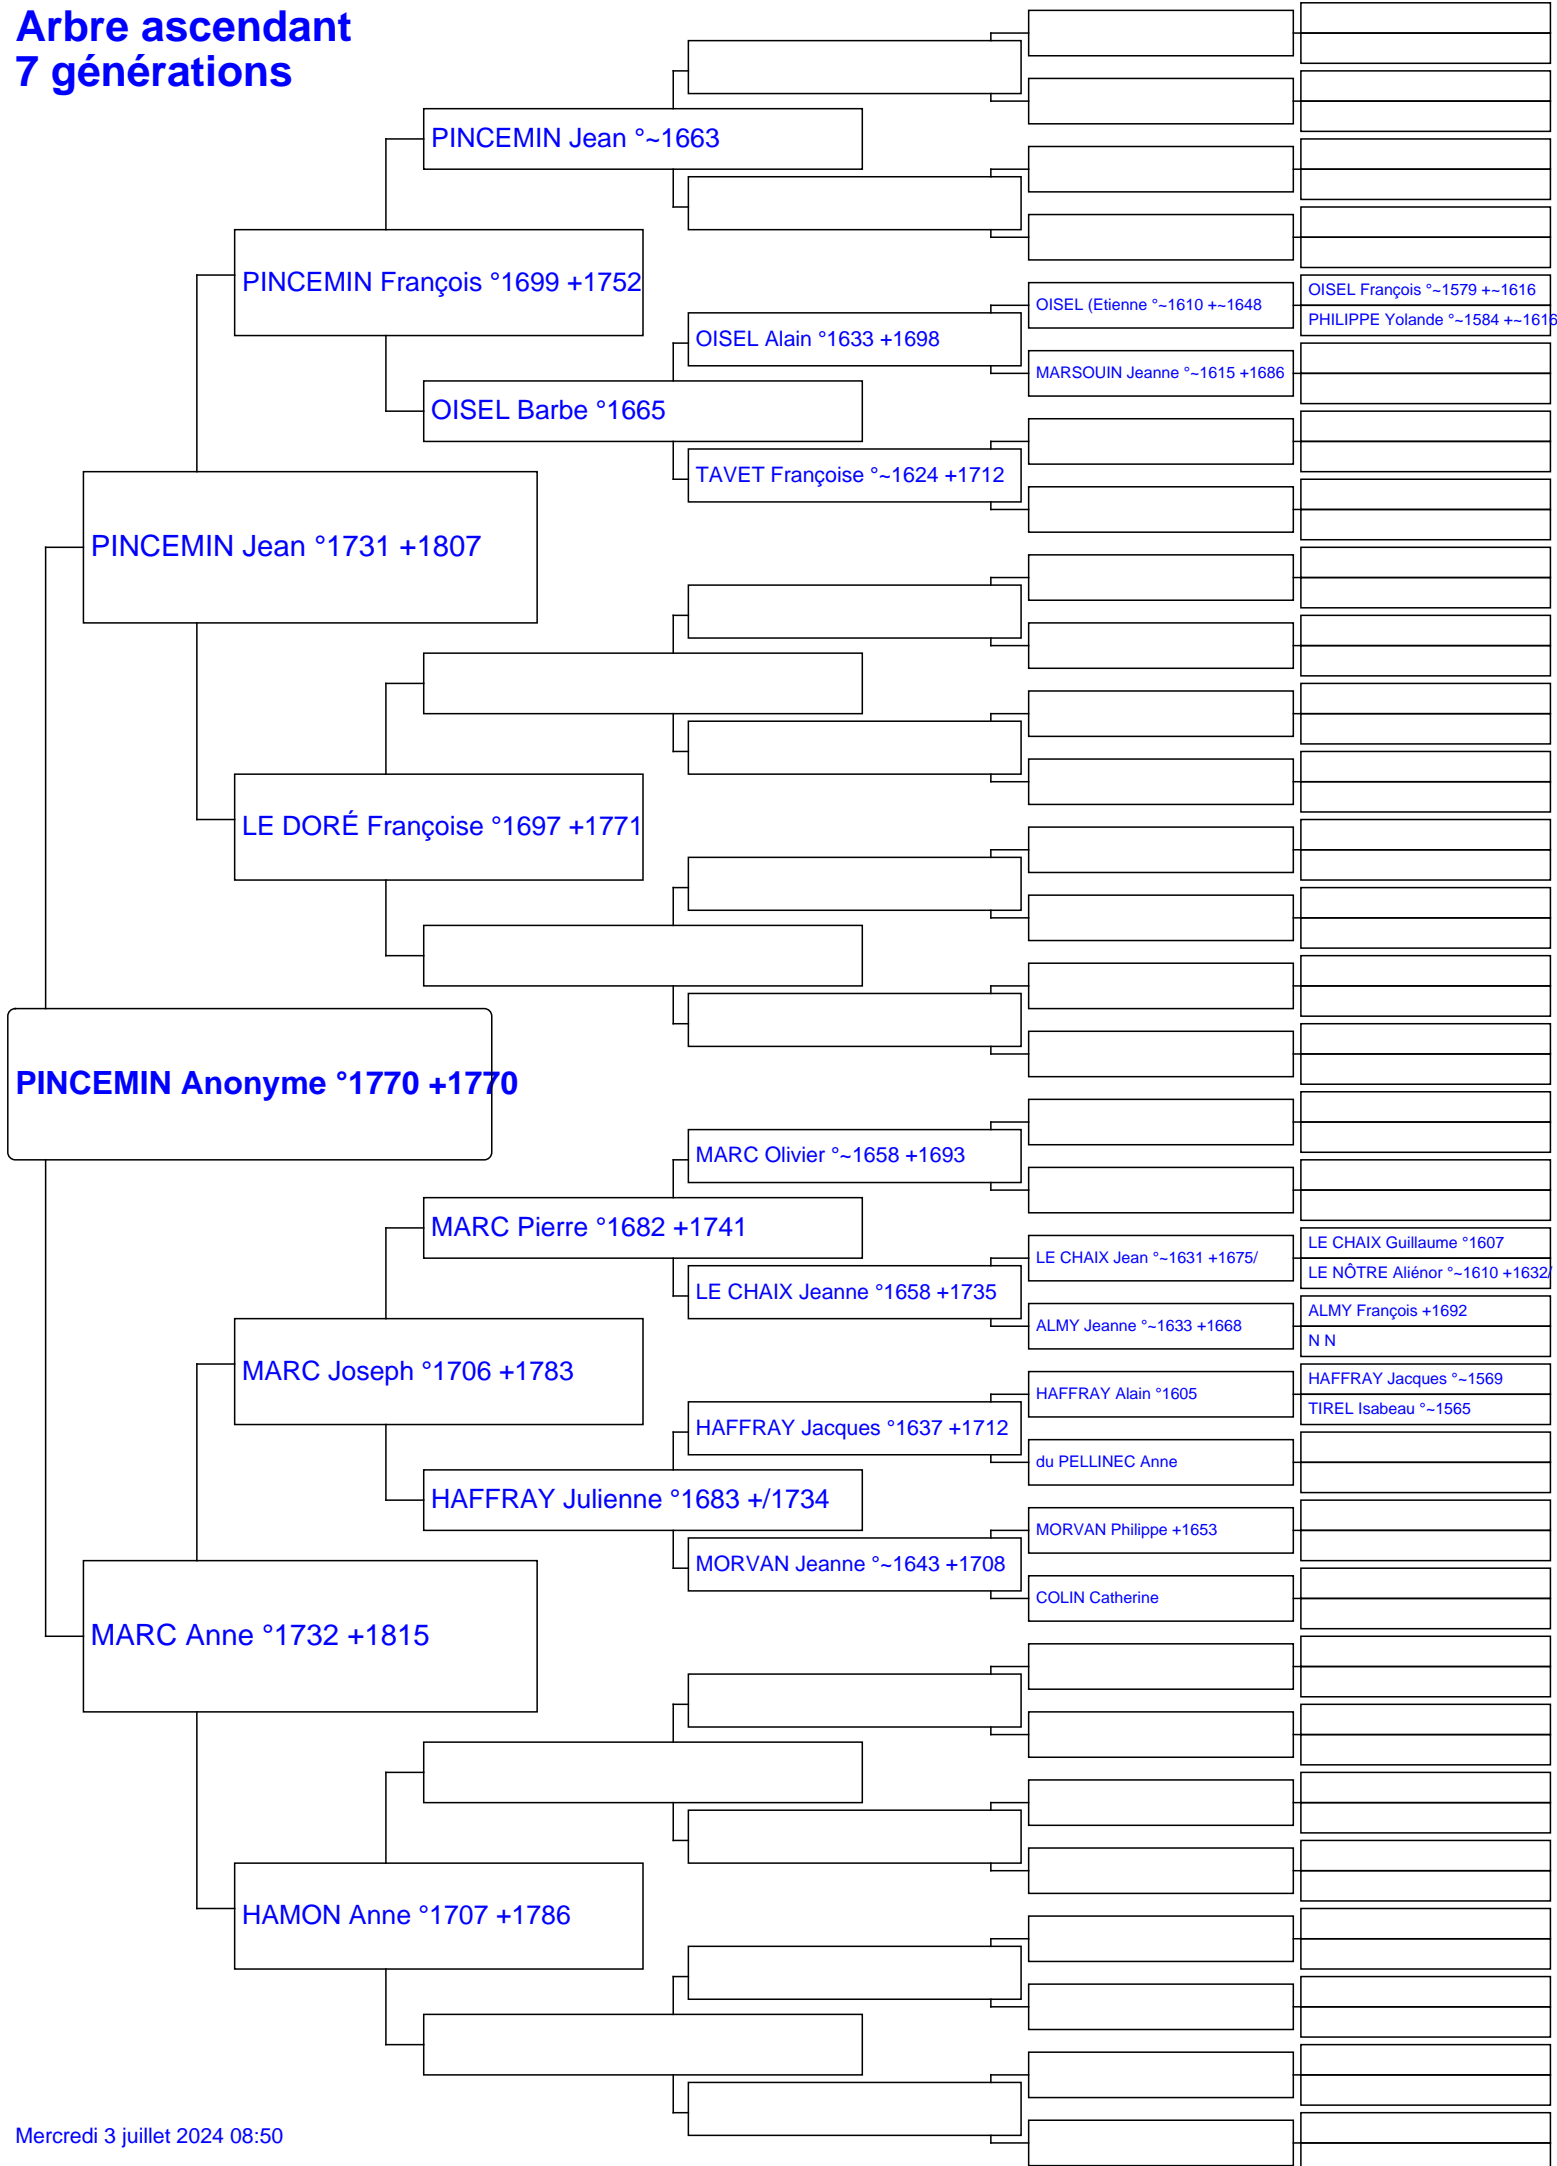 Arbre ascendant
7 générations
PINCEMIN Jean °~1663
PINCEMIN François °1699 +1752
OISEL (Etienne °~1610 +~1648
OISEL François °~1579 +~1616
PHILIPPE Yolande °~1584 +~1616
OISEL Alain °1633 +1698
MARSOUIN Jeanne °~1615 +1686
OISEL Barbe °1665
TAVET Françoise °~1624 +1712
PINCEMIN Jean °1731 +1807
LE DORÉ Françoise °1697 +1771
PINCEMIN Anonyme °1770 +1770
MARC Olivier °~1658 +1693
MARC Pierre °1682 +1741
LE CHAIX Jean °~1631 +1675/
LE CHAIX Guillaume °1607
LE NÔTRE Aliénor °~1610 +1632/
LE CHAIX Jeanne °1658 +1735
ALMY Jeanne °~1633 +1668
ALMY François +1692
N N
MARC Joseph °1706 +1783
HAFFRAY Alain °1605
HAFFRAY Jacques °~1569
TIREL Isabeau °~1565
HAFFRAY Jacques °1637 +1712
du PELLINEC Anne
HAFFRAY Julienne °1683 +/1734
MORVAN Philippe +1653
MORVAN Jeanne °~1643 +1708
COLIN Catherine
MARC Anne °1732 +1815
HAMON Anne °1707 +1786
Mercredi 3 juillet 2024 08:50